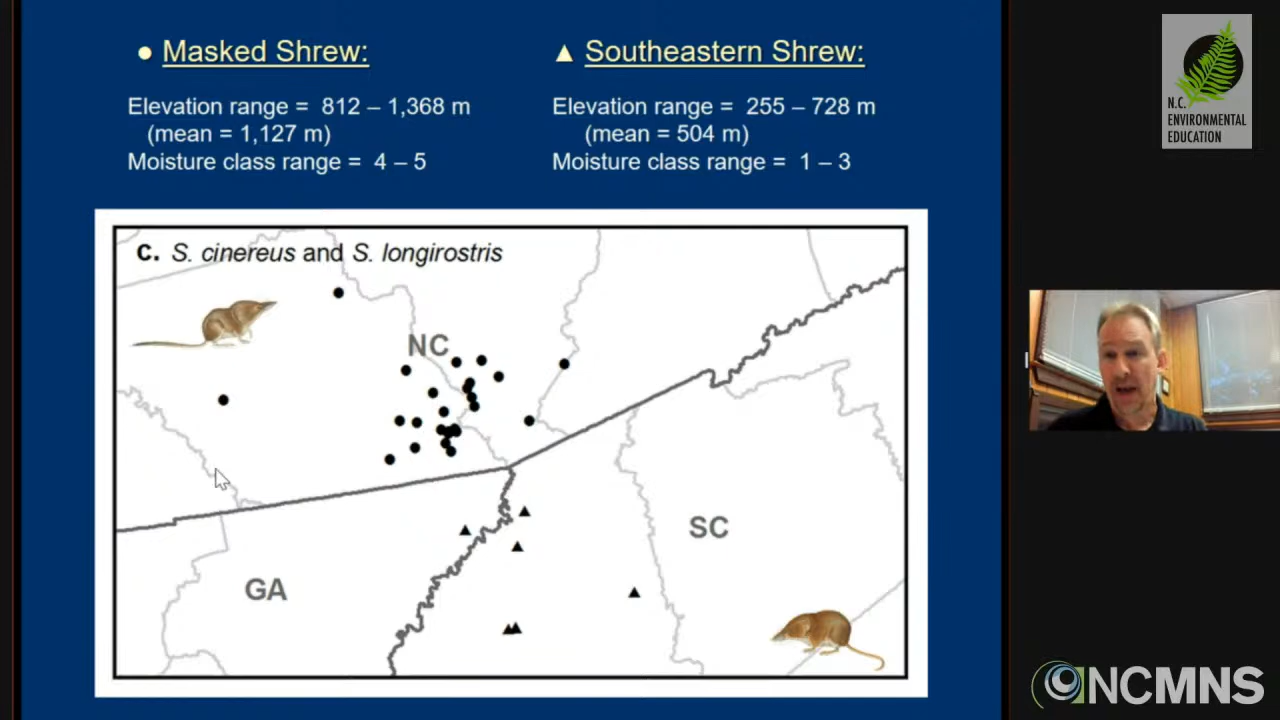 ● Masked Shrew:
Elevation range = 812 – 1,368 m
(mean = 1,127 m)
Moisture class range = 4 – 5
▲ Southeastern Shrew:
Elevation range = 255 – 728 m
(mean = 504 m)
Moisture class range = 1 – 3
C. S. cinereus and S. longirostris
NC
SC
GA
N.C.
ENVIRONMENTAL
EDUCATION
NCMNS